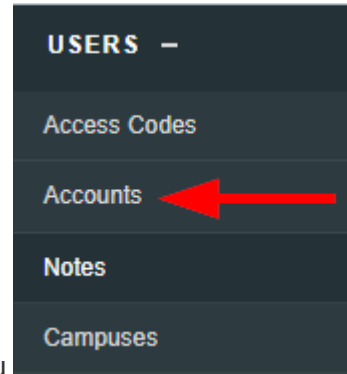 USERS –
Access Codes
Accounts
Notes
Campuses
u